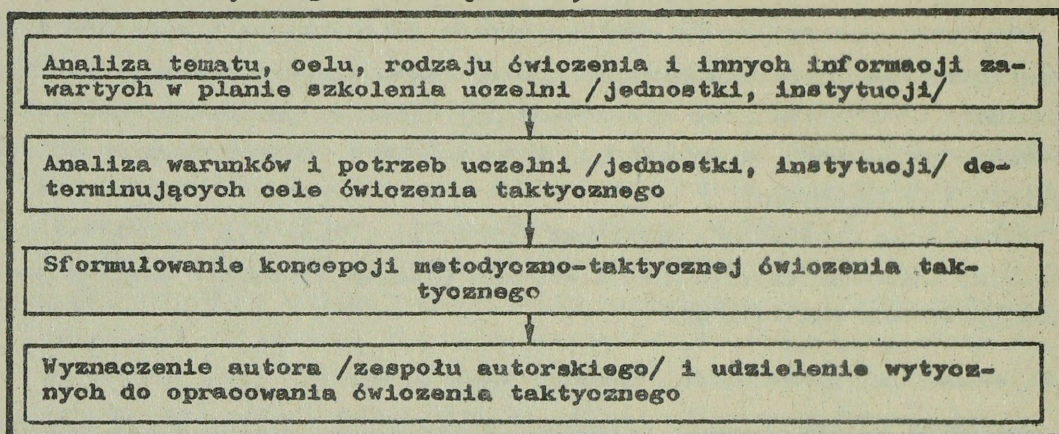 Analiza tematu, celu, rodzaju ćwiczenia i innych informacji za-
wartych w planie szkolenia uczelni /jednostki, instytucji/
Analiza warunków i potrzeb uczelni /jednostki, instytucji/ de-
terminujących cele ćwiczenia taktycznego
Sformułowanie koncepcji metodyczno-taktycznej ćwiczenia tak-
tycznego
Wyznaczenie autora /zespołu autorskiego/ i udzielenie wytycz-
nych do opracowania ćwiczenia taktycznego